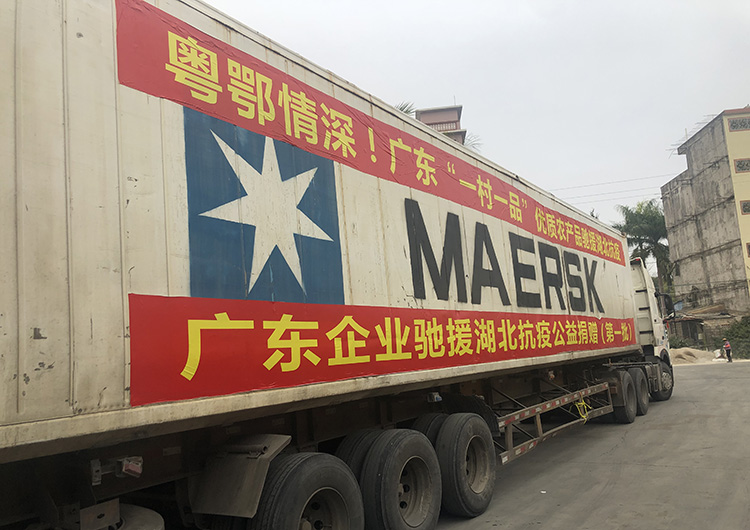 粤鄂情深！广东“一村一品”优质农产品驰援湖北抗疫
MAERSK
广东企业驰援湖北抗疫公益捐赠（第一批）